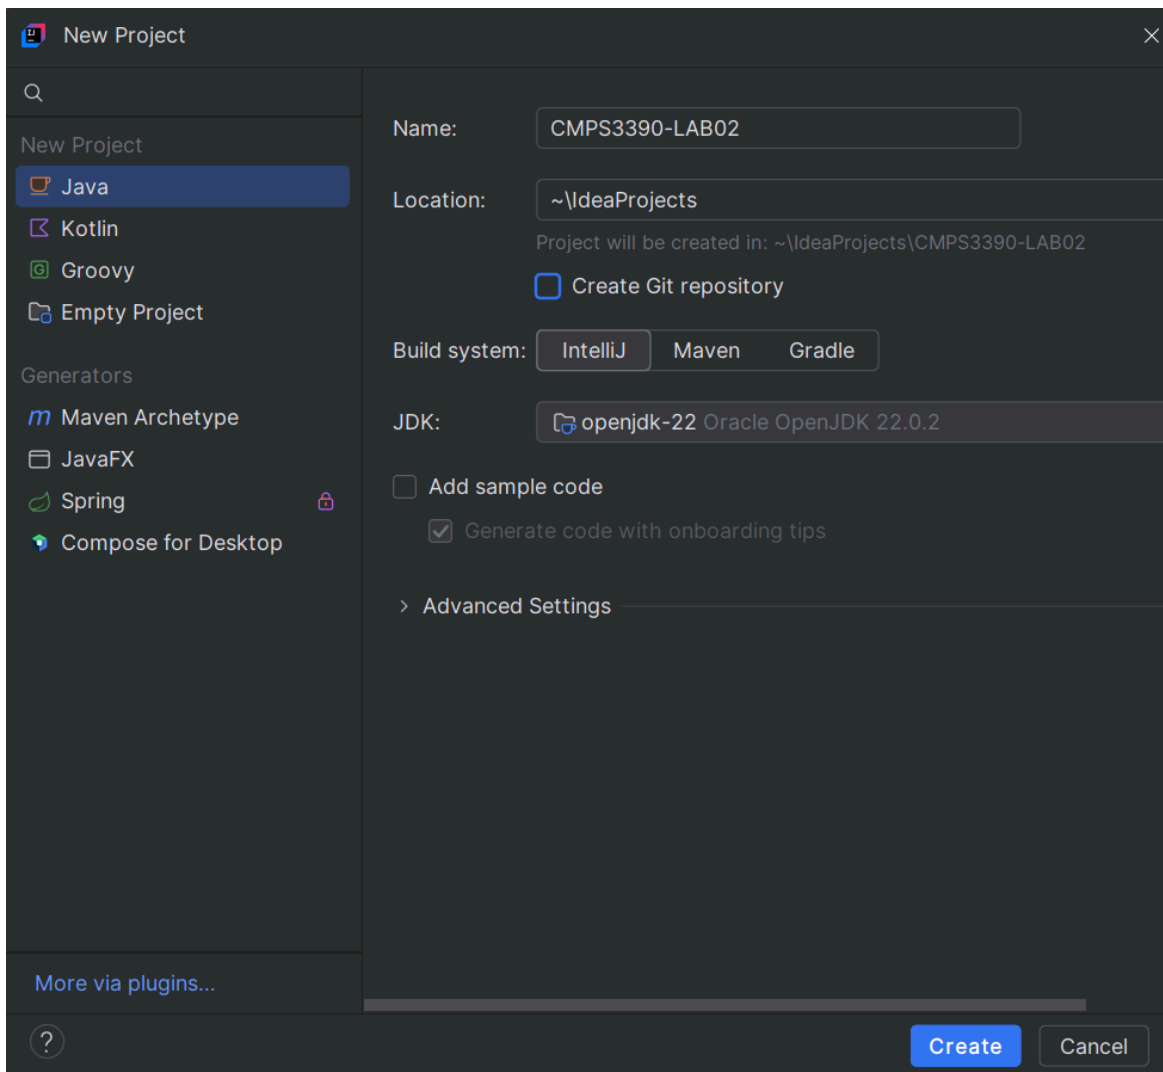 New Project
New Project
Java
Kotlin
Groovy
Empty Project
Generators
Maven Archetype
JavaFX
Spring
Compose for Desktop
More via plugins...
Name: CMPS3390-LAB02
Location: ~\IdeaProjects
Project will be created in: ~\IdeaProjects\CMPS3390-LAB02
Create Git repository
Build system: IntelliJ Maven Gradle
JDK: openjdk-22 Oracle OpenJDK 22.0.2
Add sample code
Generate code with onboarding tips
Advanced Settings
? Create Cancel